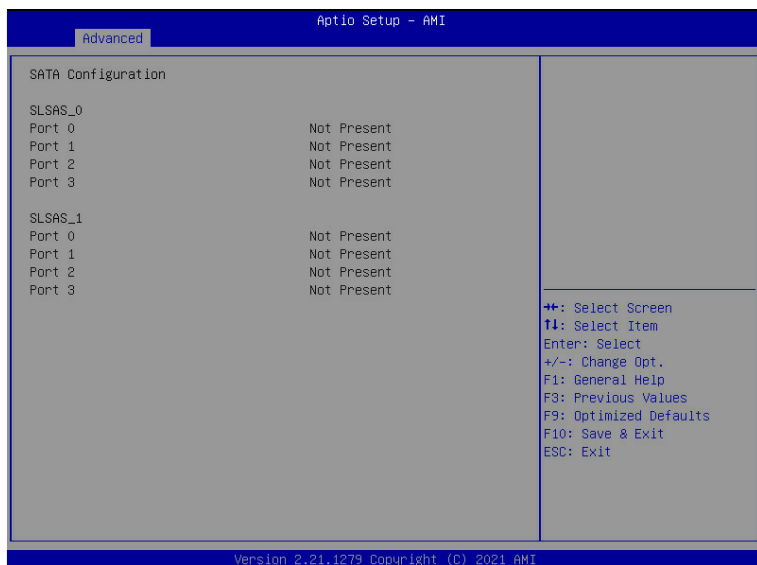 Aptio Setup – AMI
Advanced
SATA Configuration
SLSAS_0
Port 0 Not Present
Port 1 Not Present
Port 2 Not Present
Port 3 Not Present
SLSAS_1
Port 0 Not Present
Port 1 Not Present
Port 2 Not Present
Port 3 Not Present
→←: Select Screen
↑↓: Select Item
Enter: Select
+/-: Change Opt.
F1: General Help
F3: Previous Values
F9: Optimized Defaults
F10: Save & Exit
ESC: Exit
Version 2.21.1279 Copyright (C) 2021 AMI